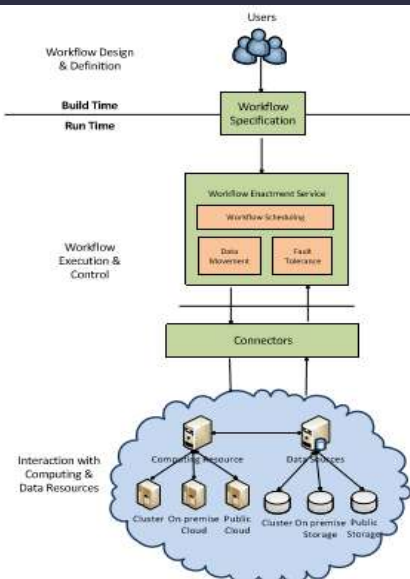 Users
Workflow Design
& Definition
Build Time
Run Time
Workflow
Specification
Workflow Enactment Service
Workflow Scheduling
Data
Movement
Fault
Tolerance
Workflow
Execution &
Control
Connectors
Interaction with
Computing &
Data Resources
Computing Resource
Data Sources
Cluster
On premise
Cloud
Public
Cloud
Cluster
On premise
Storage
Public
Storage